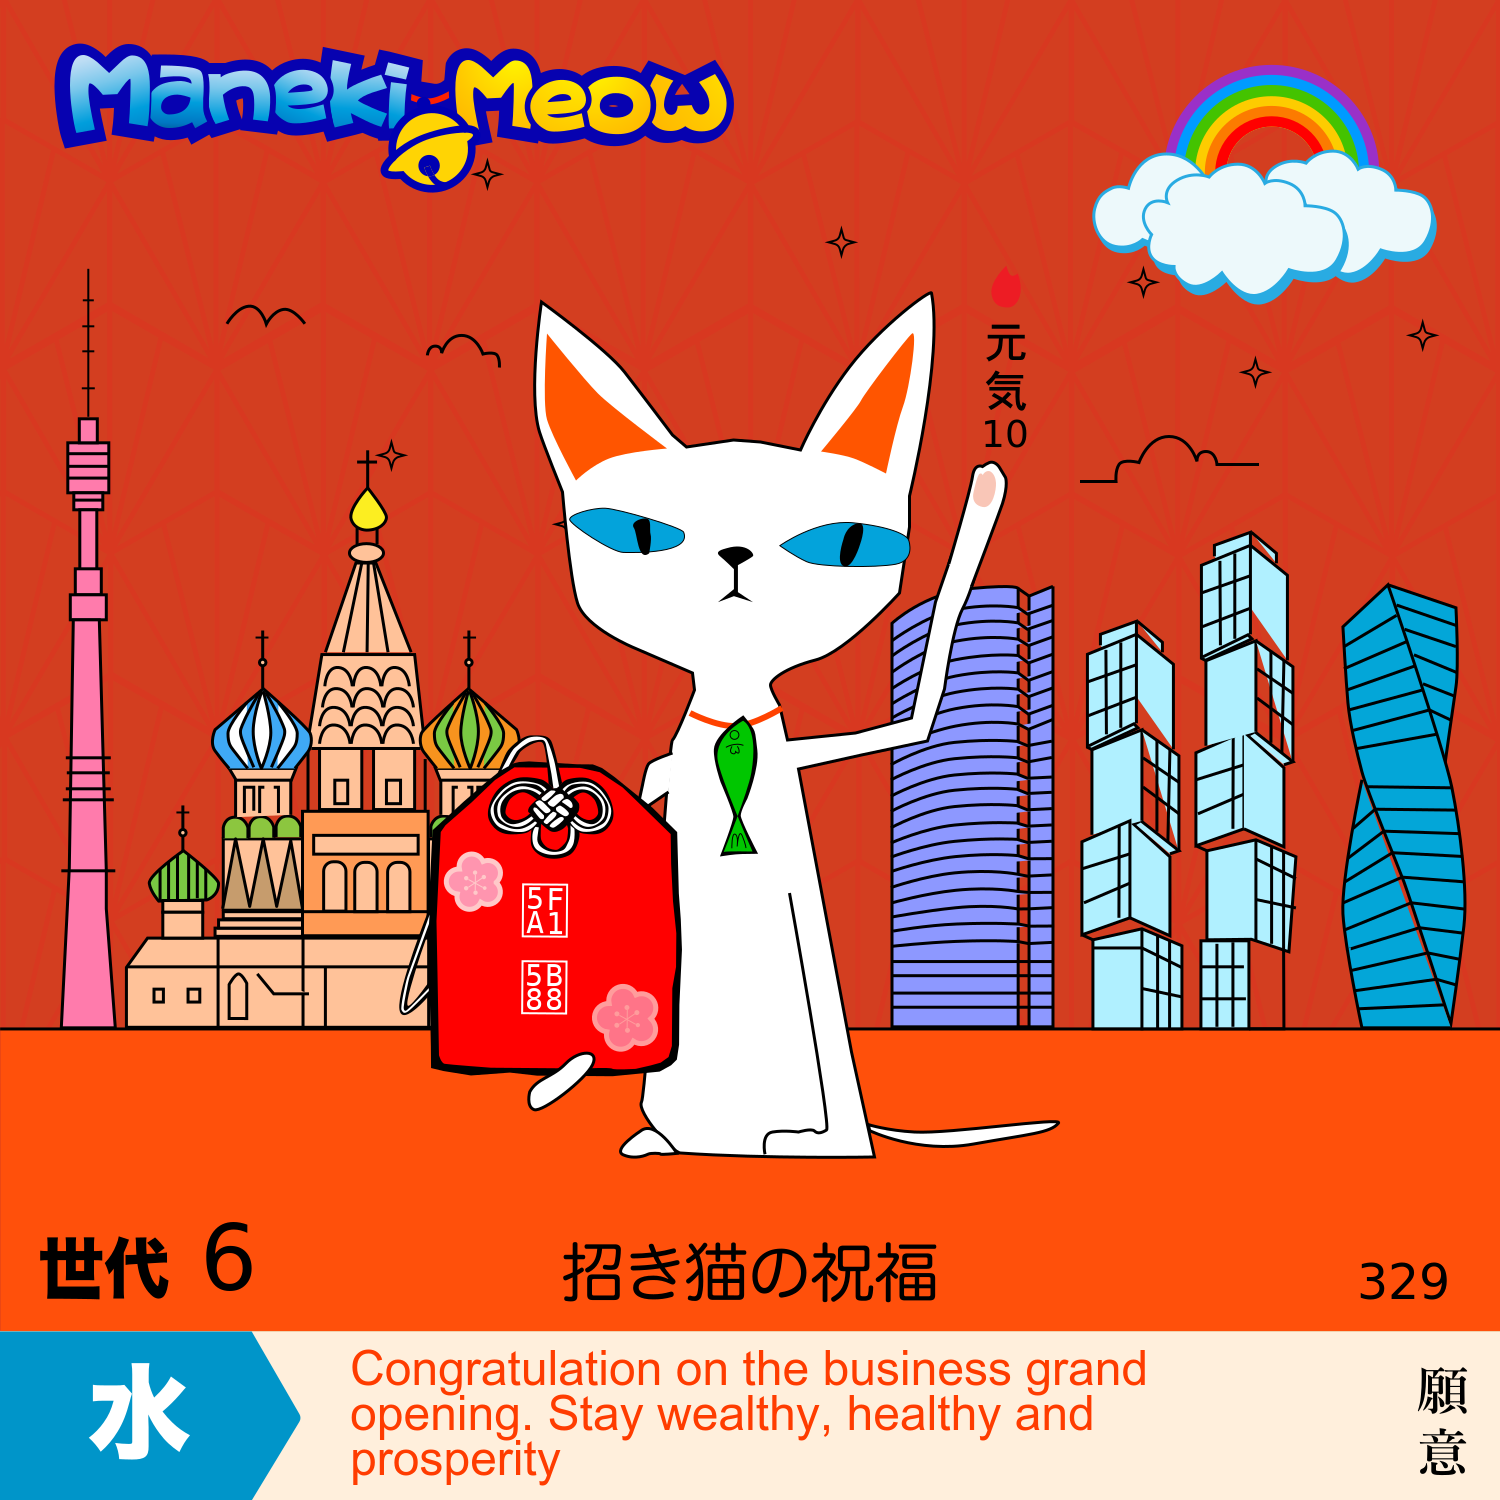 Maneki Meow
元
気
10
5F
A1
5B
88
世代 6
招き猫の祝福
329
水
Congratulation on the business grand
opening. Stay wealthy, healthy and
prosperity
願
意